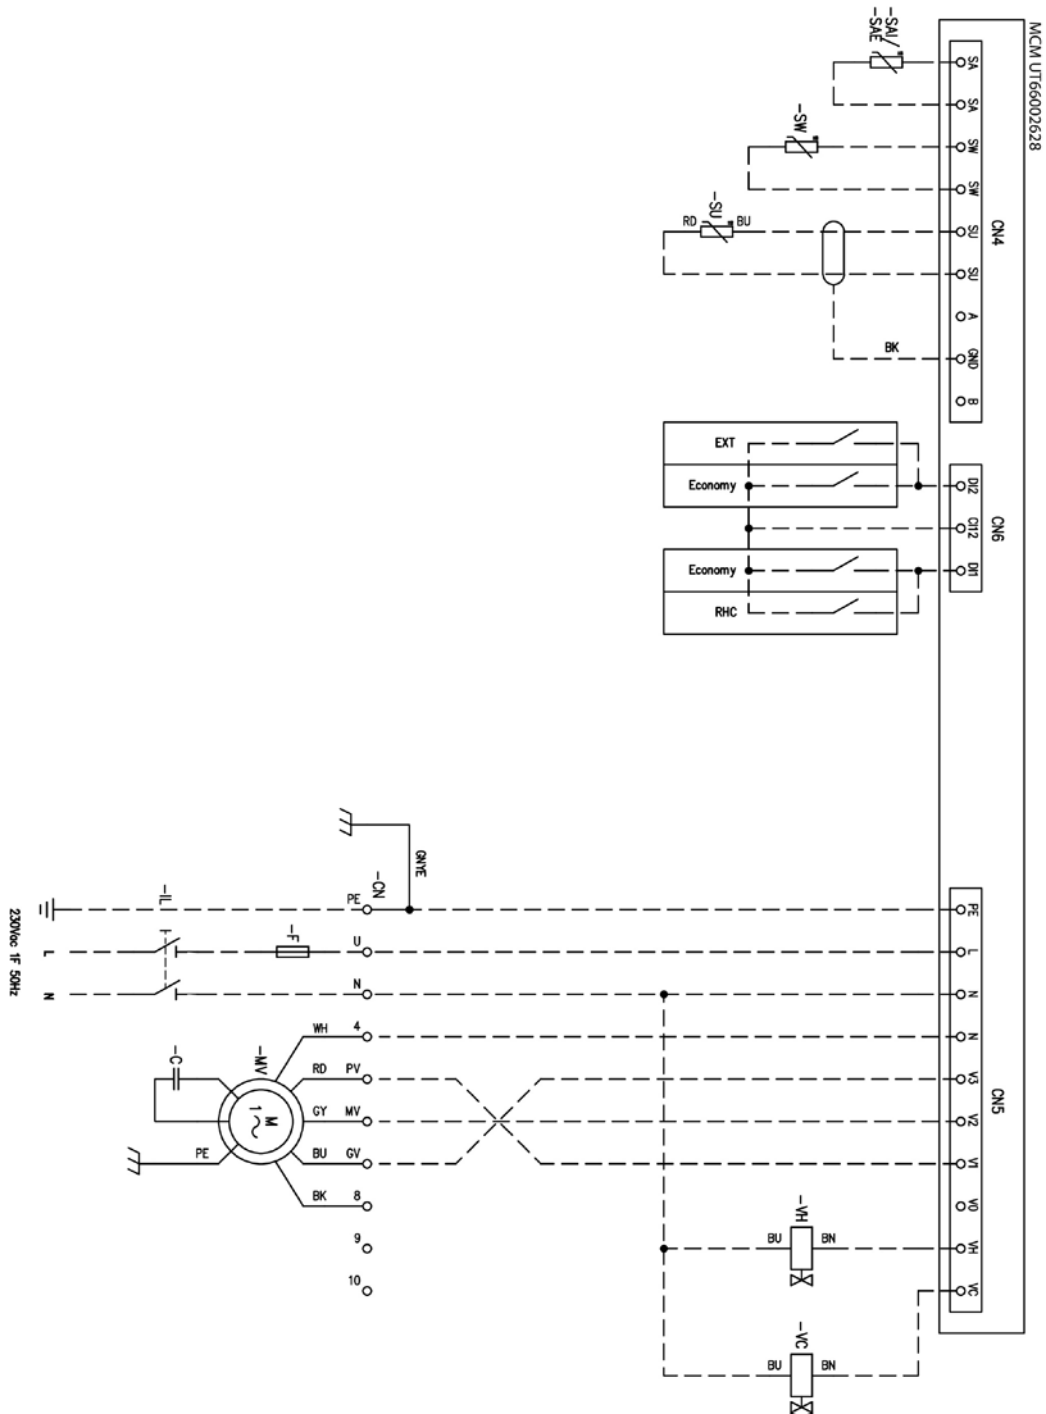 MCM UT66002628
-SAI/
-SAE
SA
SA
-SW
SW
SW
CN4
-SU
RD
BU
SU
SU
A
BK
GND
B
EXT
Economy
DI2
CI12
CN6
Economy
DI1
RHC
GNYE
-CN
-IL
PE
PE
-F
U
L
L
N
N
N
230Vac 1F 50Hz
WH
4
N
-C
-MV
RD
PV
V3
CN5
M
1
GY
MV
V2
PE
BU
GV
V1
BK
8
V0
-VH
9
BU
BN
VH
10
VC
-VC
BU
BN